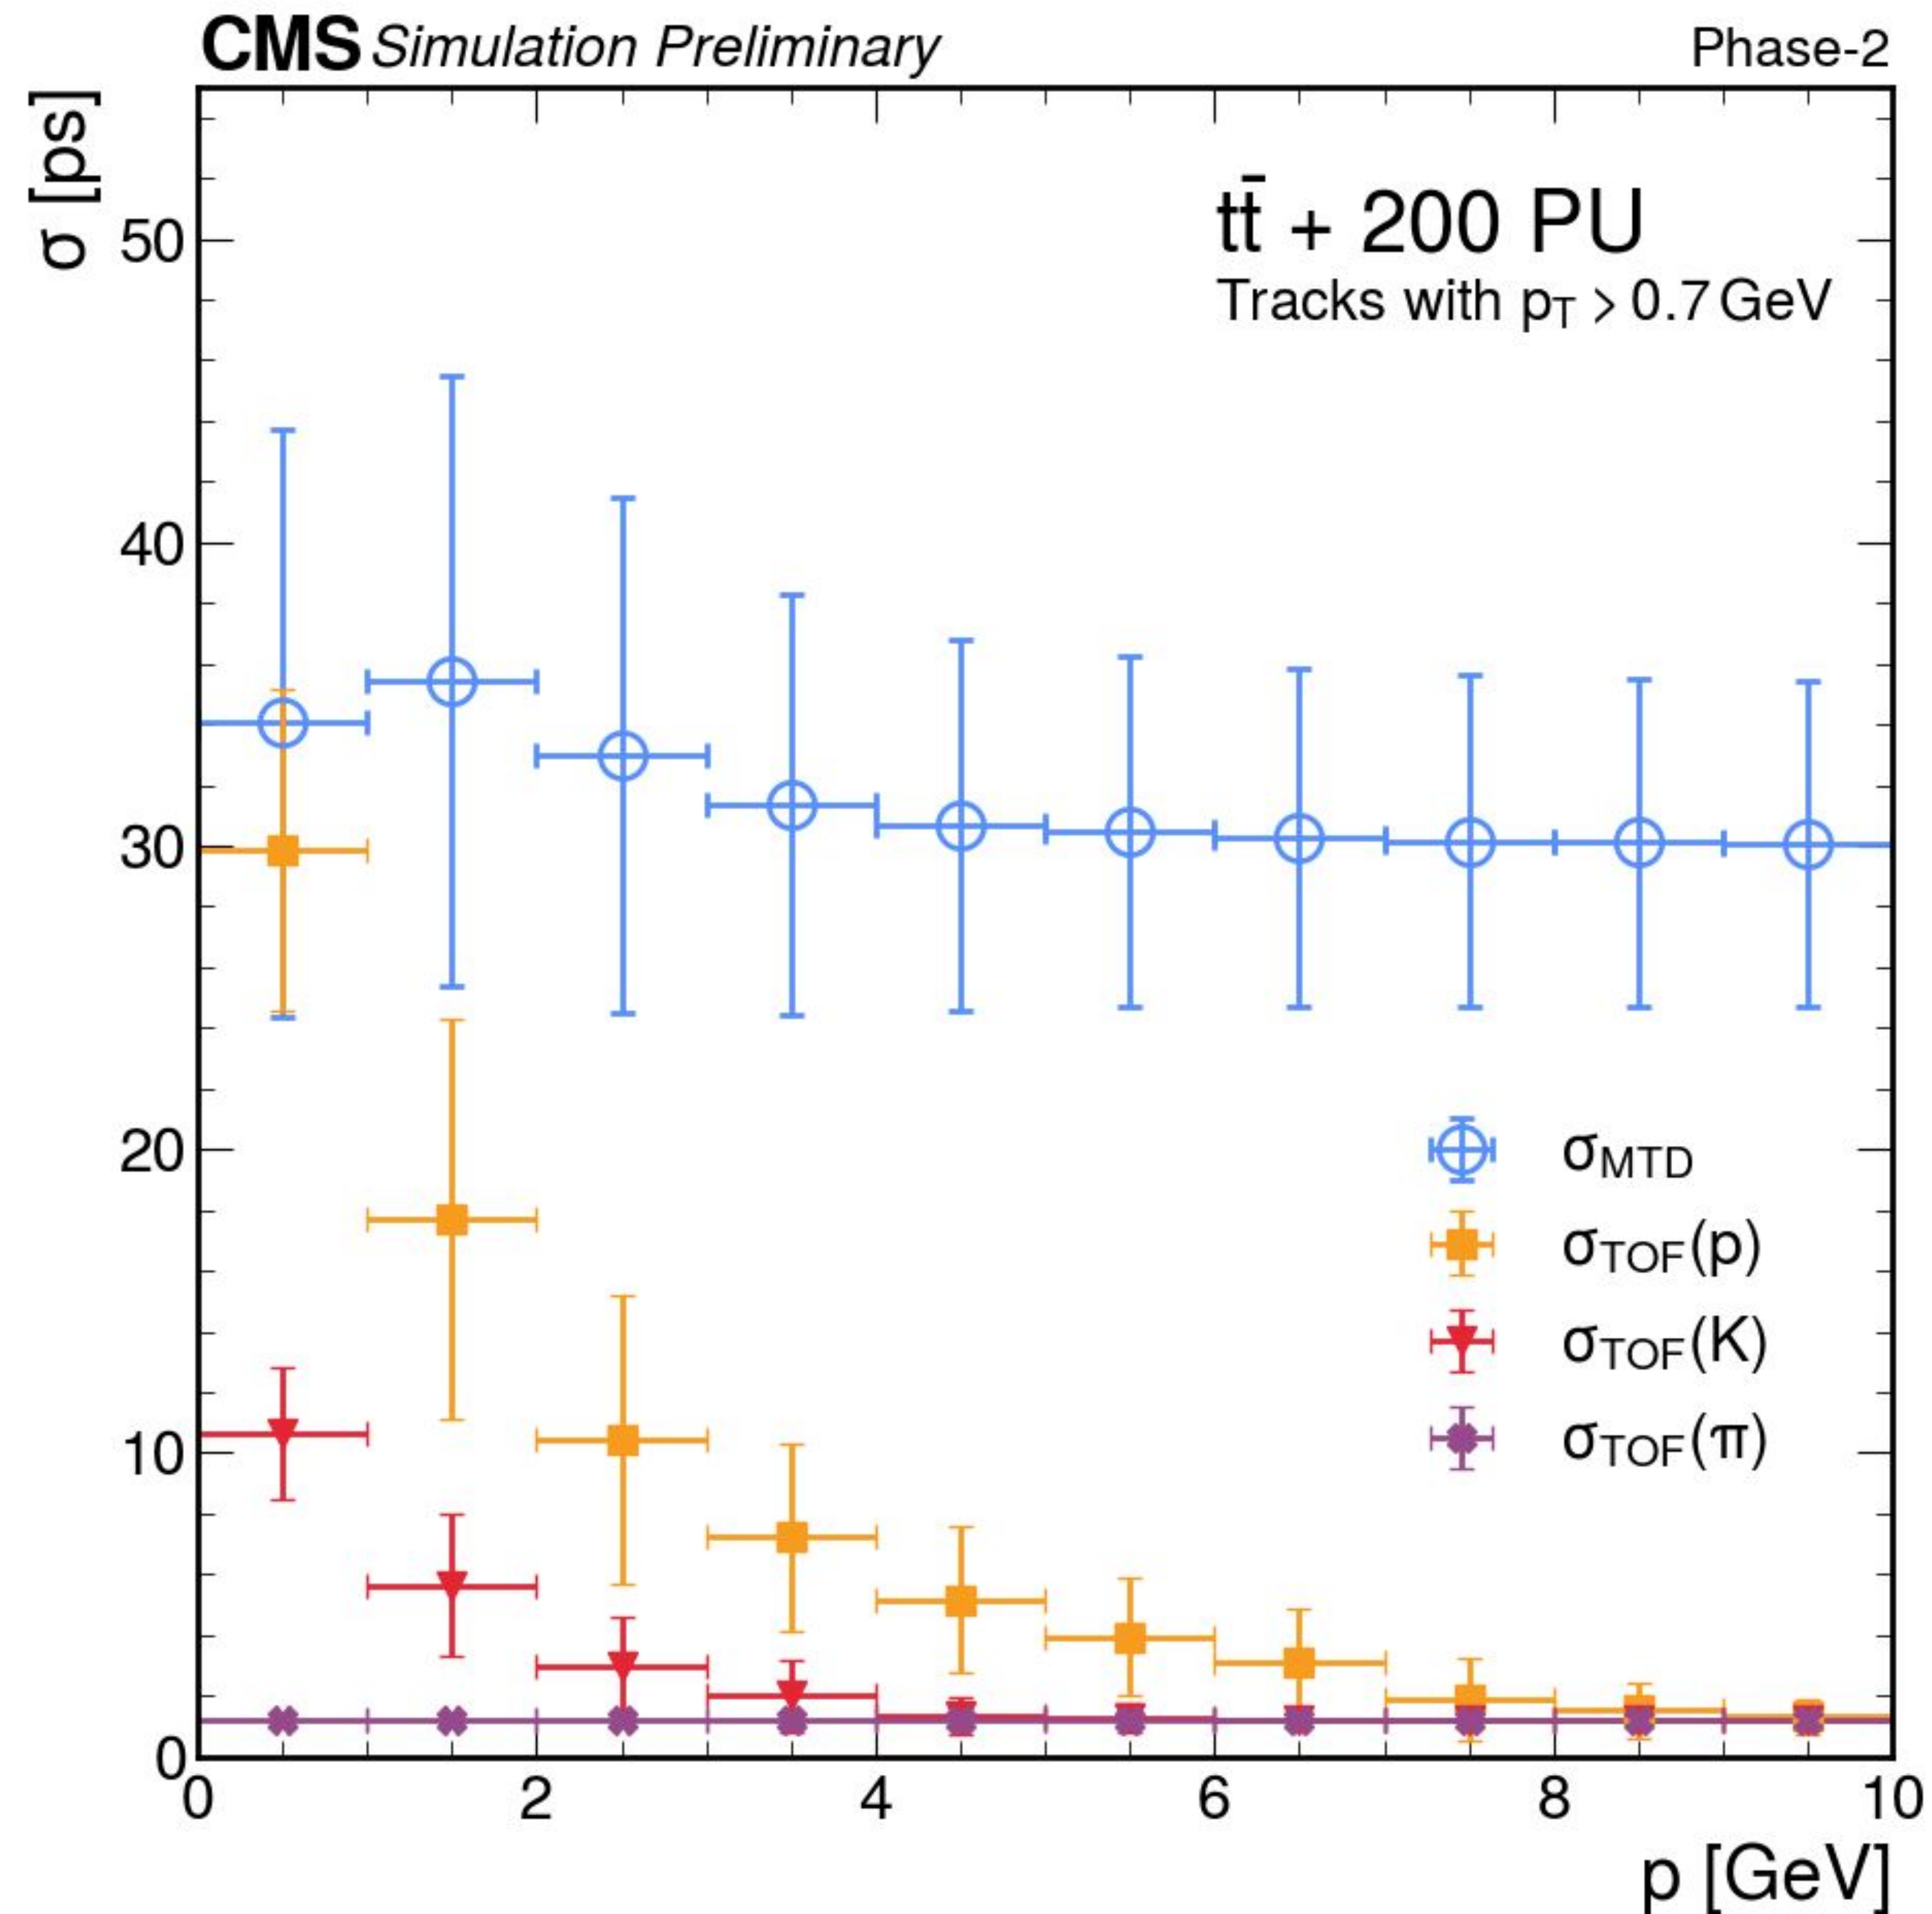 CMS Simulation Preliminary Phase-2
σ [ps]
tt̄ + 200 PU
Tracks with pT > 0.7 GeV
50
40
30
20
10
0
σMTD
σTOF(p)
σTOF(K)
σTOF(π)
0 2 4 6 8 10
p [GeV]